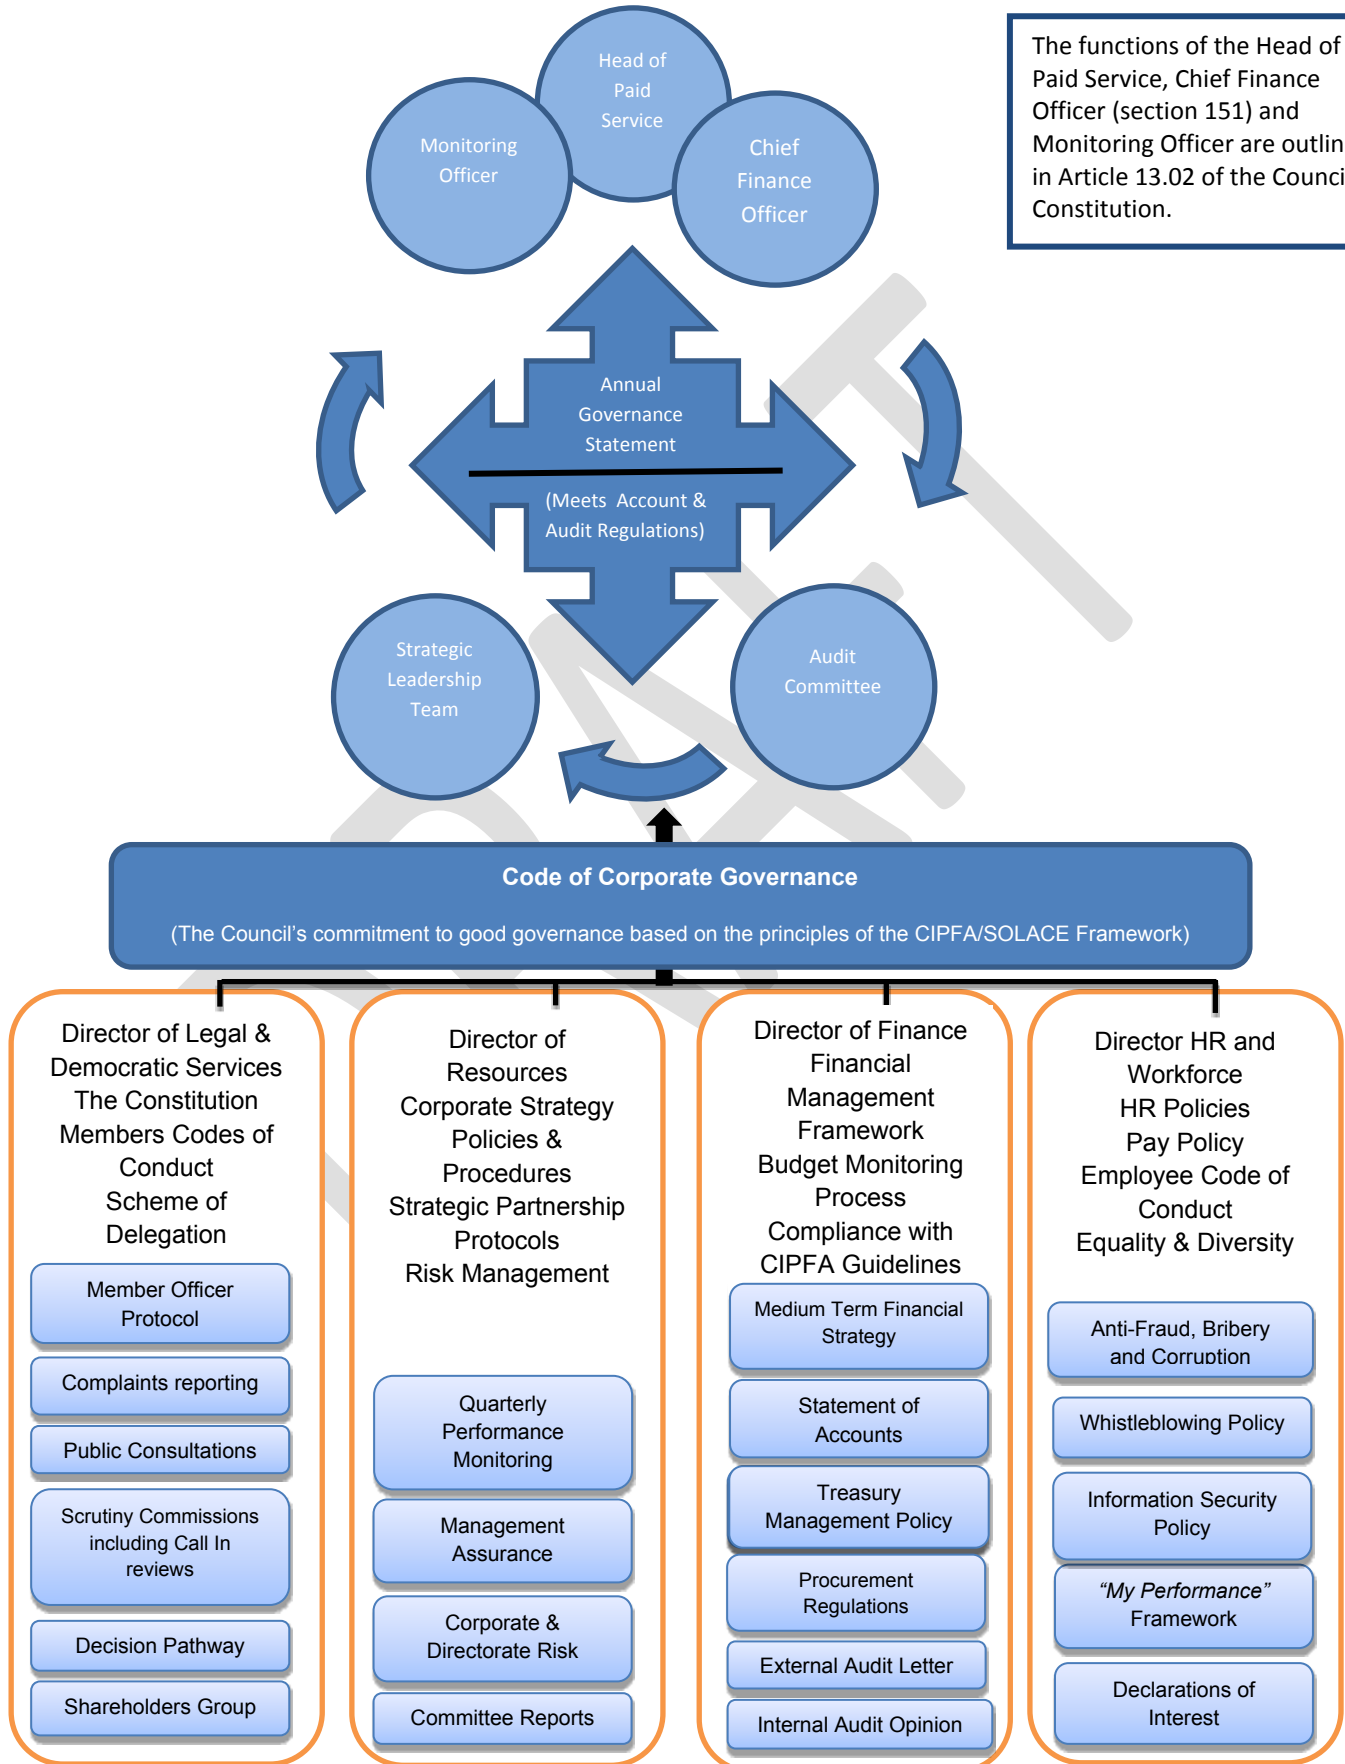 Head of
Paid
Service
Monitoring
Officer
Chief
Finance
Officer
The functions of the Head of
Paid Service, Chief Finance
Officer (section 151) and
Monitoring Officer are outlin
in Article 13.02 of the Counci
Constitution.
Annual
Governance
Statement
(Meets Account &
Audit Regulations)
Strategic
Leadership
Team
Audit
Committee
DRAFT
Code of Corporate Governance
(The Council's commitment to good governance based on the principles of the CIPFA/SOLACE Framework)
Director of Legal &
Democratic Services
The Constitution
Members Codes of
Conduct
Scheme of
Delegation
Member Officer
Protocol
Complaints reporting
Public Consultations
Scrutiny Commissions
including Call In
reviews
Decision Pathway
Shareholders Group
Director of
Resources
Corporate Strategy
Policies &
Procedures
Strategic Partnership
Protocols
Risk Management
Quarterly
Performance
Monitoring
Management
Assurance
Corporate &
Directorate Risk
Committee Reports
Director of Finance
Financial
Management
Framework
Budget Monitoring
Process
Compliance with
CIPFA Guidelines
Medium Term Financial
Strategy
Statement of
Accounts
Treasury
Management Policy
Procurement
Regulations
External Audit Letter
Internal Audit Opinion
Director HR and
Workforce
HR Policies
Pay Policy
Employee Code of
Conduct
Equality & Diversity
Anti-Fraud, Bribery
and Corruption
Whistleblowing Policy
Information Security
Policy
“My Performance”
Framework
Declarations of
Interest